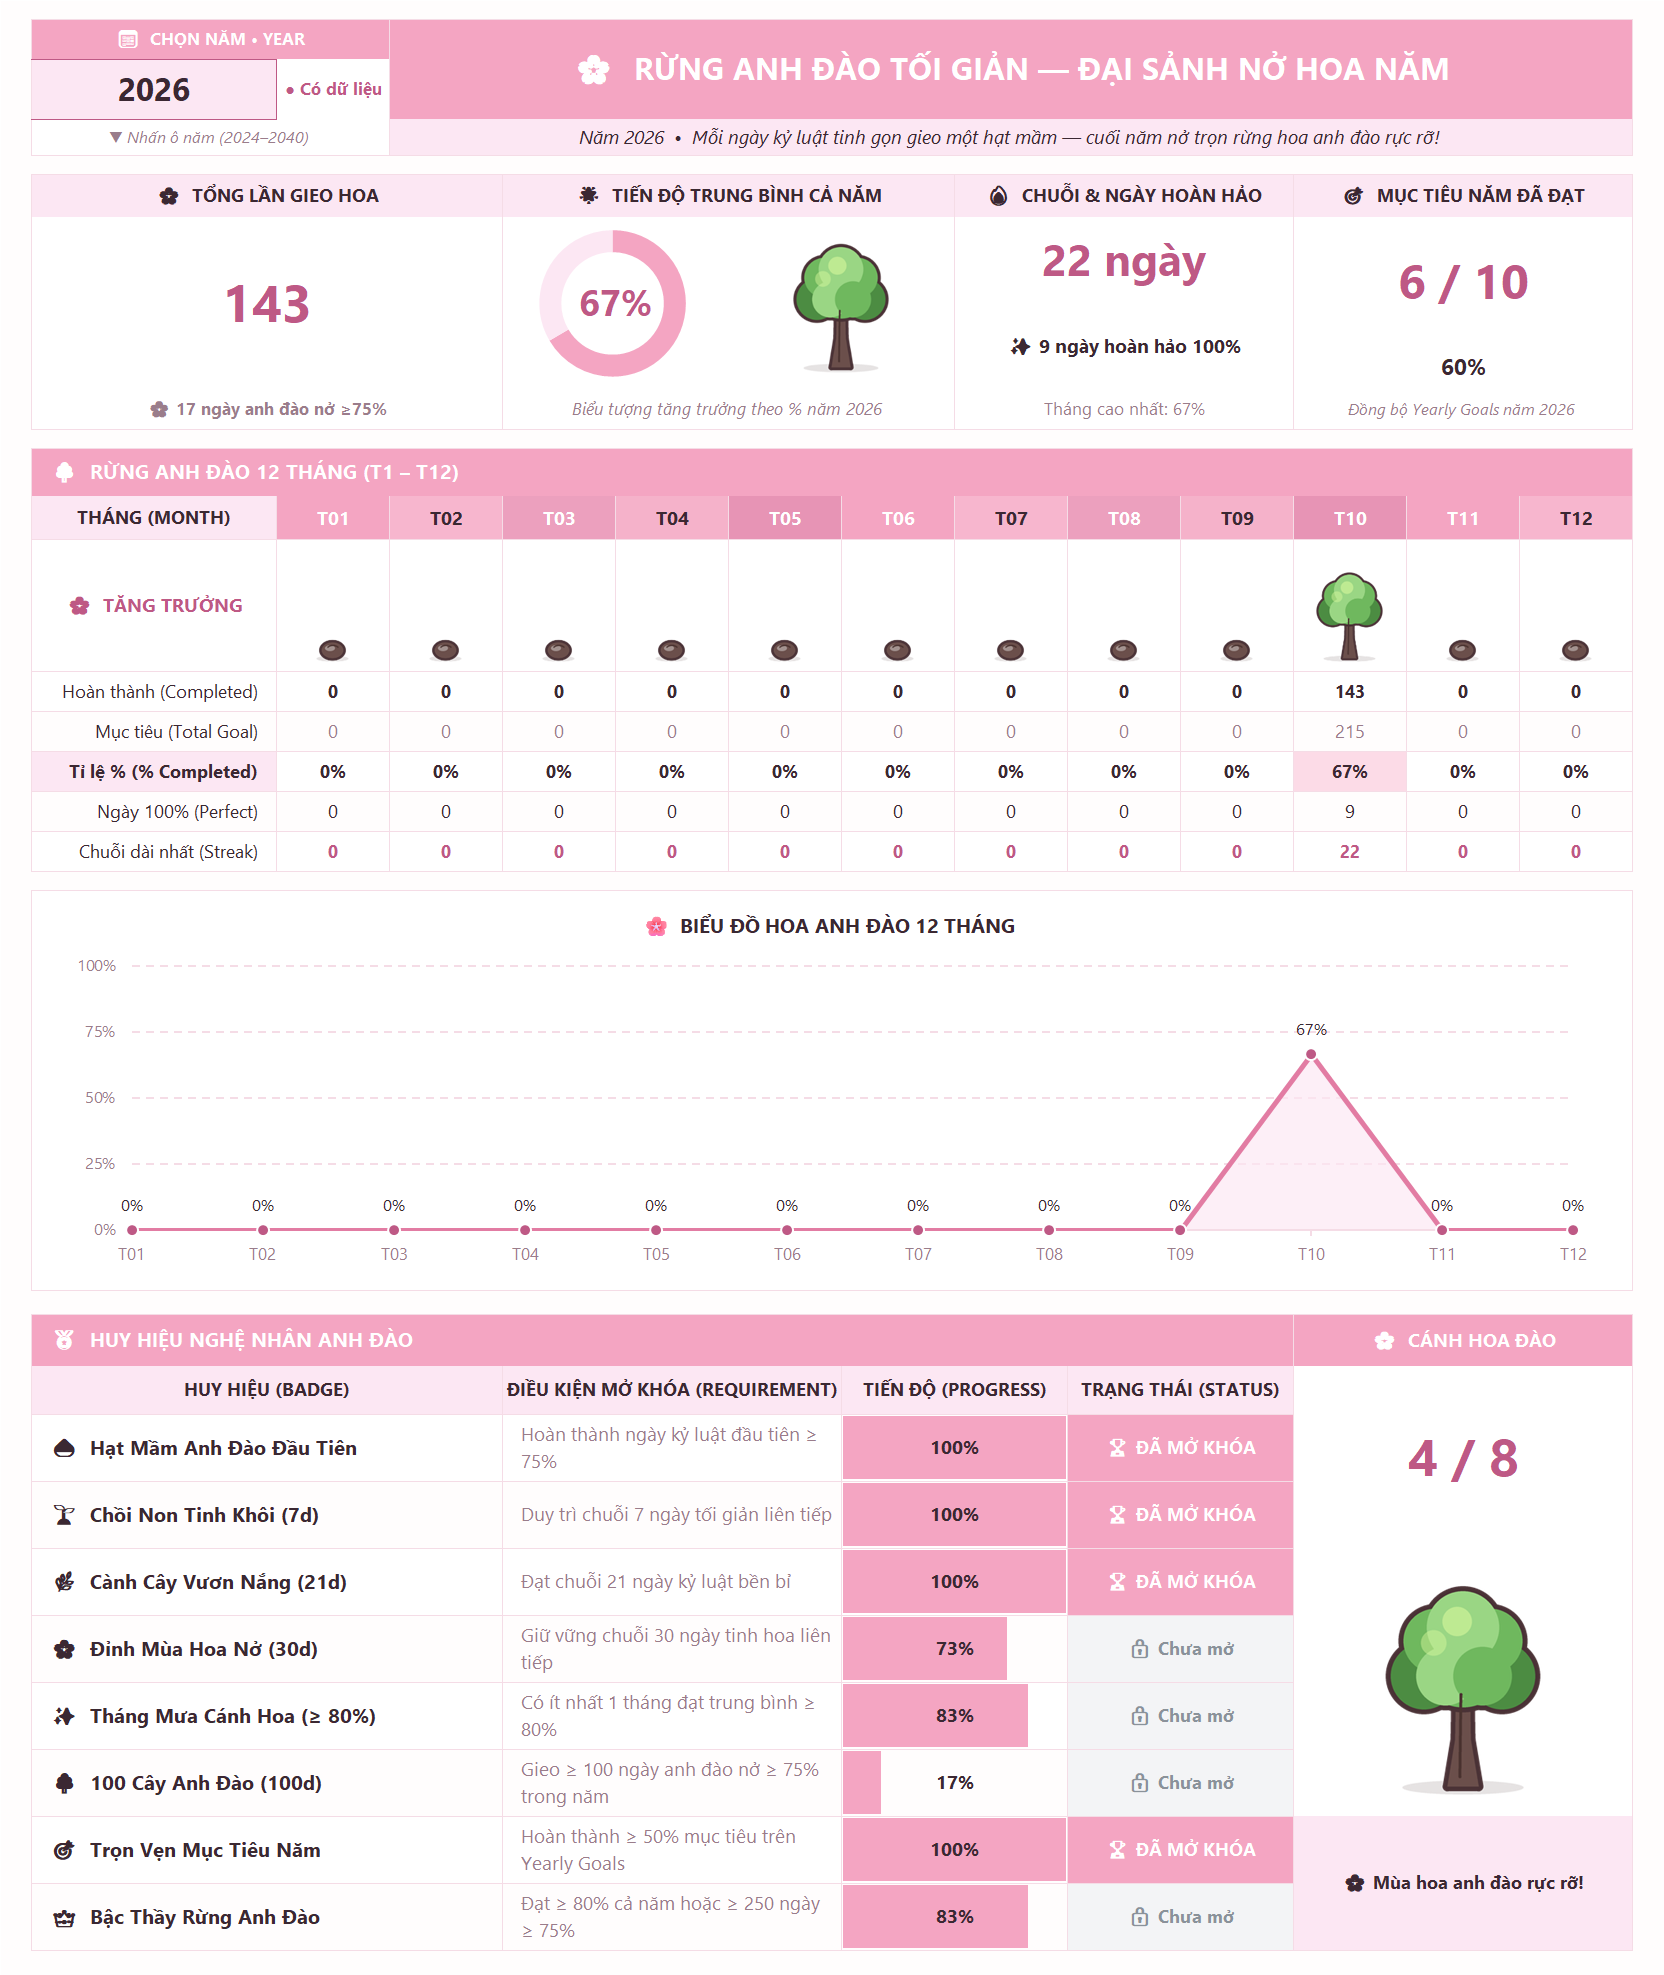 CHỌN NĂM • YEAR
2026
● Có dữ liệu
▼ Nhấn ô năm (2024–2040)
RỪNG ANH ĐÀO TỐI GIẢN — ĐẠI SẢNH NỞ HOA NĂM
Năm 2026 • Mỗi ngày kỷ luật tinh gọn gieo một hạt mầm — cuối năm nở trọn rừng hoa anh đào rực rỡ!
TỔNG LẦN GIEO HOA
143
17 ngày anh đào nở ≥75%
TIẾN ĐỘ TRUNG BÌNH CẢ NĂM
67%
Biểu tượng tăng trưởng theo % năm 2026
CHUỖI & NGÀY HOÀN HẢO
22 ngày
9 ngày hoàn hảo 100%
Tháng cao nhất: 67%
MỤC TIÊU NĂM ĐÃ ĐẠT
6 / 10
60%
Đồng bộ Yearly Goals năm 2026
RỪNG ANH ĐÀO 12 THÁNG (T1 – T12)
THÁNG (MONTH) T01 T02 T03 T04 T05 T06 T07 T08 T09 T10 T11 T12
TĂNG TRƯỞNG
Hoàn thành (Completed) 0 0 0 0 0 0 0 0 0 143 0 0
Mục tiêu (Total Goal) 0 0 0 0 0 0 0 0 0 215 0 0
Tỉ lệ % (% Completed) 0% 0% 0% 0% 0% 0% 0% 0% 0% 67% 0% 0%
Ngày 100% (Perfect) 0 0 0 0 0 0 0 0 0 9 0 0
Chuỗi dài nhất (Streak) 0 0 0 0 0 0 0 0 0 22 0 0
BIỂU ĐỒ HOA ANH ĐÀO 12 THÁNG
100%
75%
67%
50%
25%
0% 0% 0% 0% 0% 0% 0% 0% 0% 0% 0%
0%
T01 T02 T03 T04 T05 T06 T07 T08 T09 T10 T11 T12
HUY HIỆU NGHỆ NHÂN ANH ĐÀO
HUY HIỆU (BADGE) ĐIỀU KIỆN MỞ KHÓA (REQUIREMENT) TIẾN ĐỘ (PROGRESS) TRẠNG THÁI (STATUS)
Hạt Mầm Anh Đào Đầu Tiên
Hoàn thành ngày kỷ luật đầu tiên ≥
75%
100%
ĐÃ MỞ KHÓA
Chồi Non Tinh Khôi (7d)
Duy trì chuỗi 7 ngày tối giản liên tiếp
100%
ĐÃ MỞ KHÓA
Cành Cây Vươn Nắng (21d)
Đạt chuỗi 21 ngày kỷ luật bền bỉ
100%
ĐÃ MỞ KHÓA
Đỉnh Mùa Hoa Nở (30d)
Giữ vững chuỗi 30 ngày tinh hoa liên
tiếp
73%
Chưa mở
Tháng Mưa Cánh Hoa (≥ 80%)
Có ít nhất 1 tháng đạt trung bình ≥
80%
83%
Chưa mở
100 Cây Anh Đào (100d)
Gieo ≥ 100 ngày anh đào nở ≥ 75%
trong năm
17%
Chưa mở
Trọn Vẹn Mục Tiêu Năm
Hoàn thành ≥ 50% mục tiêu trên
Yearly Goals
100%
ĐÃ MỞ KHÓA
Bậc Thầy Rừng Anh Đào
Đạt ≥ 80% cả năm hoặc ≥ 250 ngày
≥ 75%
83%
Chưa mở
CÁNH HOA ĐÀO
4 / 8
Mùa hoa anh đào rực rỡ!